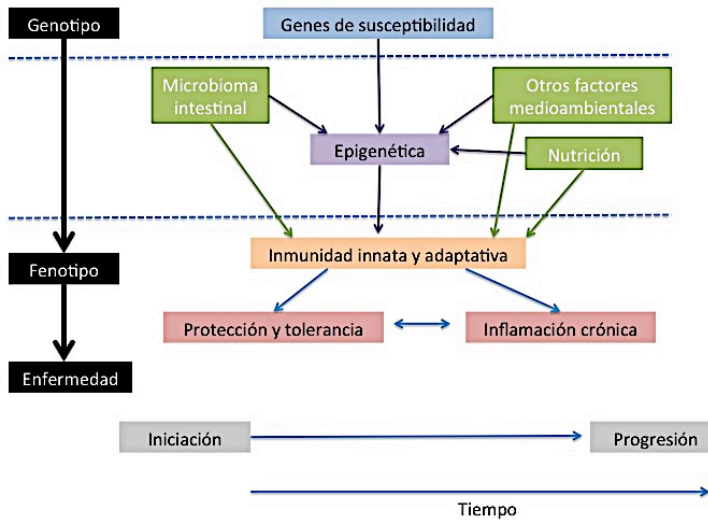 Genotipo
Genes de susceptibilidad
Microbioma
intestinal
Otros factores
medioambientales
Epigenética
Nutrición
Inmunidad innata y adaptativa
Fenotipo
Protección y tolerancia
Inflamación crónica
Enfermedad
Iniciación
Progresión
Tiempo